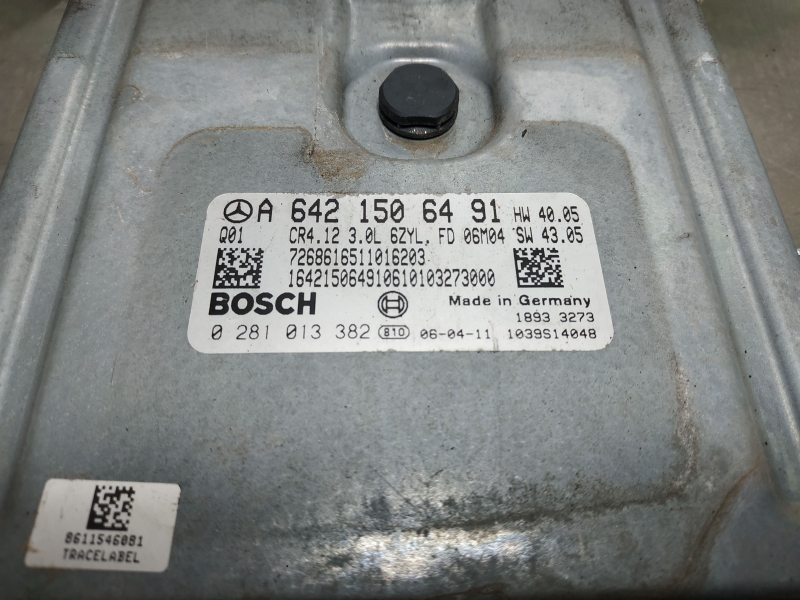 A 642 150 64 91 HW 40.05
Q01 CR4.12 3.0L 6ZYL. FD 06M04 SW 43.05
7268616511016203
164215064910610103273000
BOSCH Made in Germany
1893 3273
0 281 013 382 810 06-04-11 1039S14048
8611546081
TRACELABEL